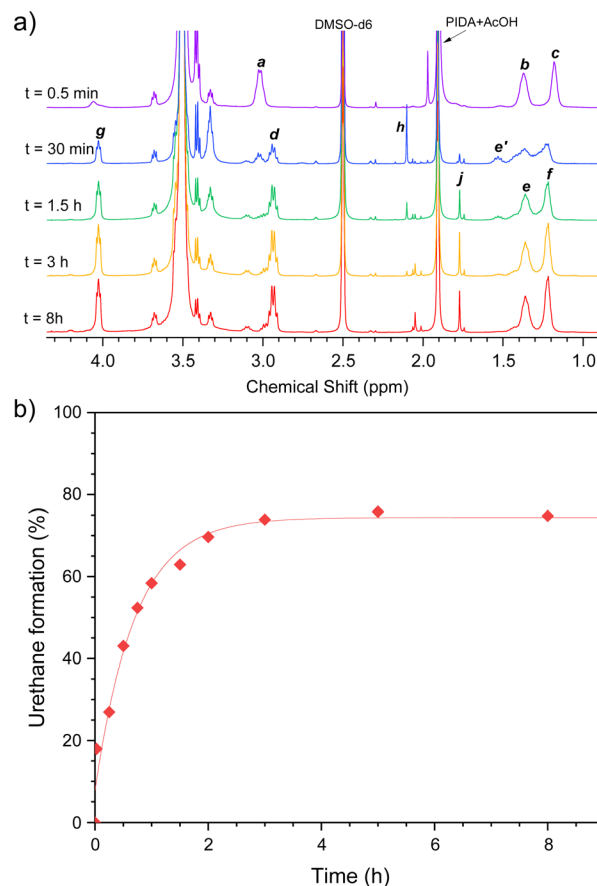 a)
DMSO-d6
PIDA+AcOH
a
b
c
t = 0.5 min
g
d
h
e'
t = 30 min
j
e
f
t = 1.5 h
t = 3 h
t = 8h
4.0 3.5 3.0 2.5 2.0 1.5 1.0
Chemical Shift (ppm)
b)
100
80
60
40
20
0
Urethane formation (%)
0 2 4 6 8
Time (h)